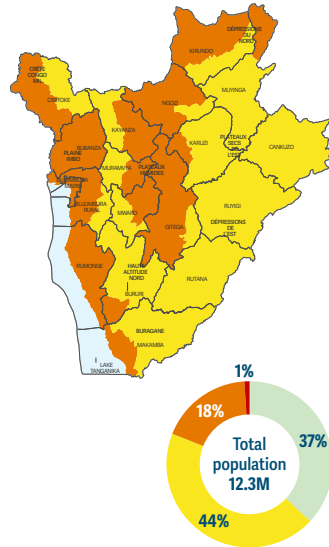 DÉPRESSIONS
DU
NORD
KIRUNDO
CRÊTE
CONGO
NIL
CIBITOKE
MUYINGA
NGOZI
KAYANZA
BUBANZA
PLAINE
IMBO
KARUZI
PLATEAUX
SECS
DE
L'EST
CANKUZO
MURAMVYA
PLATEAUX
HUMIDES
BUJUMBURA
MAIRIE
BUJUMBURA
RURAL
MWARO
GITEGA
RUYIGI
DÉPRESSIONS
DE
L'EST
RUMONGE
HAUTE
ALTITUDE
NORD
RUTANA
BURURI
BURAGANE
MAKAMBA
LAKE
TANGANIKA
1%
18%
37%
Total
population
12.3M
44%